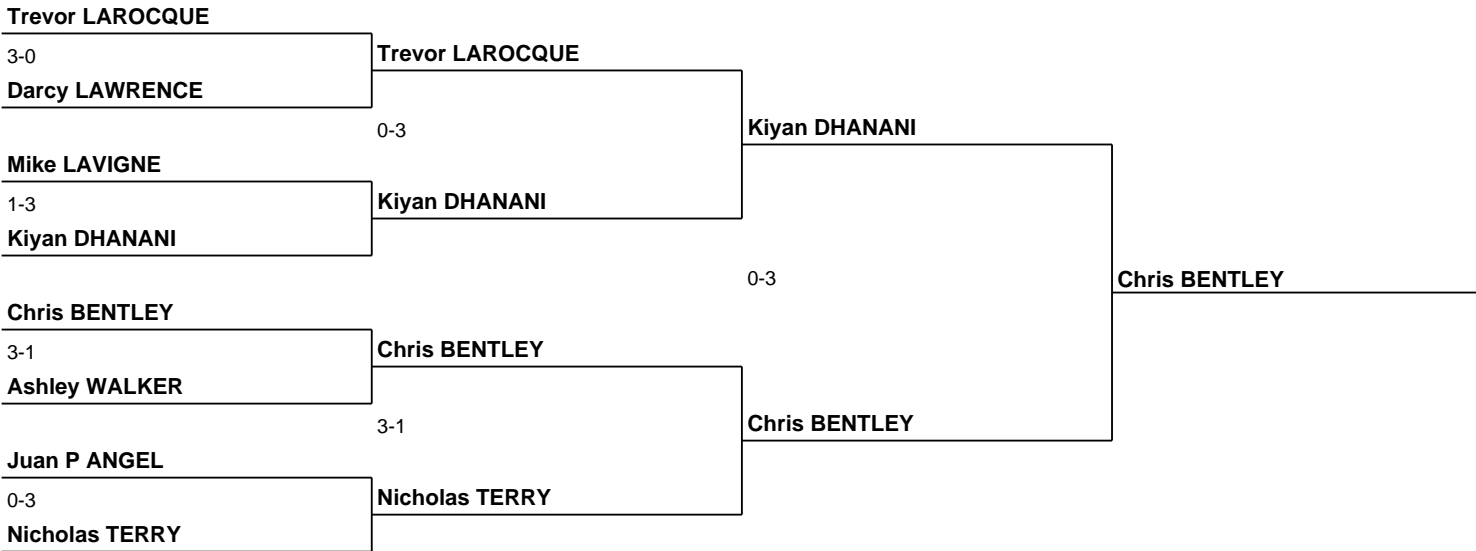 Trevor LAROCQUE
3-0
Darcy LAWRENCE
Mike LAVIGNE
1-3
Kiyan DHANANI
Chris BENTLEY
3-1
Ashley WALKER
Juan P ANGEL
0-3
Nicholas TERRY
Trevor LAROCQUE
0-3
Kiyan DHANANI
Chris BENTLEY
3-1
Nicholas TERRY
Kiyan DHANANI
0-3
Chris BENTLEY
Chris BENTLEY